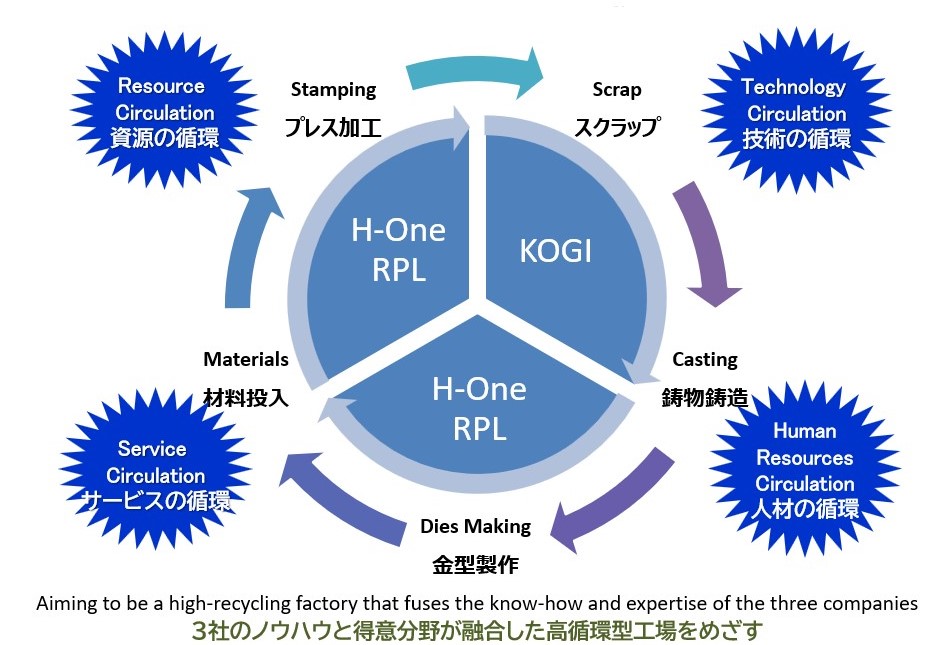 Resource
Circulation
資源の循環
Stamping
プレス加工
Scrap
スクラップ
Technology
Circulation
技術の循環
H-One
RPL
KOGI
H-One
RPL
Materials
材料投入
Casting
鋳物鋳造
Service
Circulation
サービスの循環
Human
Resources
Circulation
人材の循環
Dies Making
金型製作
Aiming to be a high-recycling factory that fuses the know-how and expertise of the three companies
3社のノウハウと得意分野が融合した高循環型工場をめざす